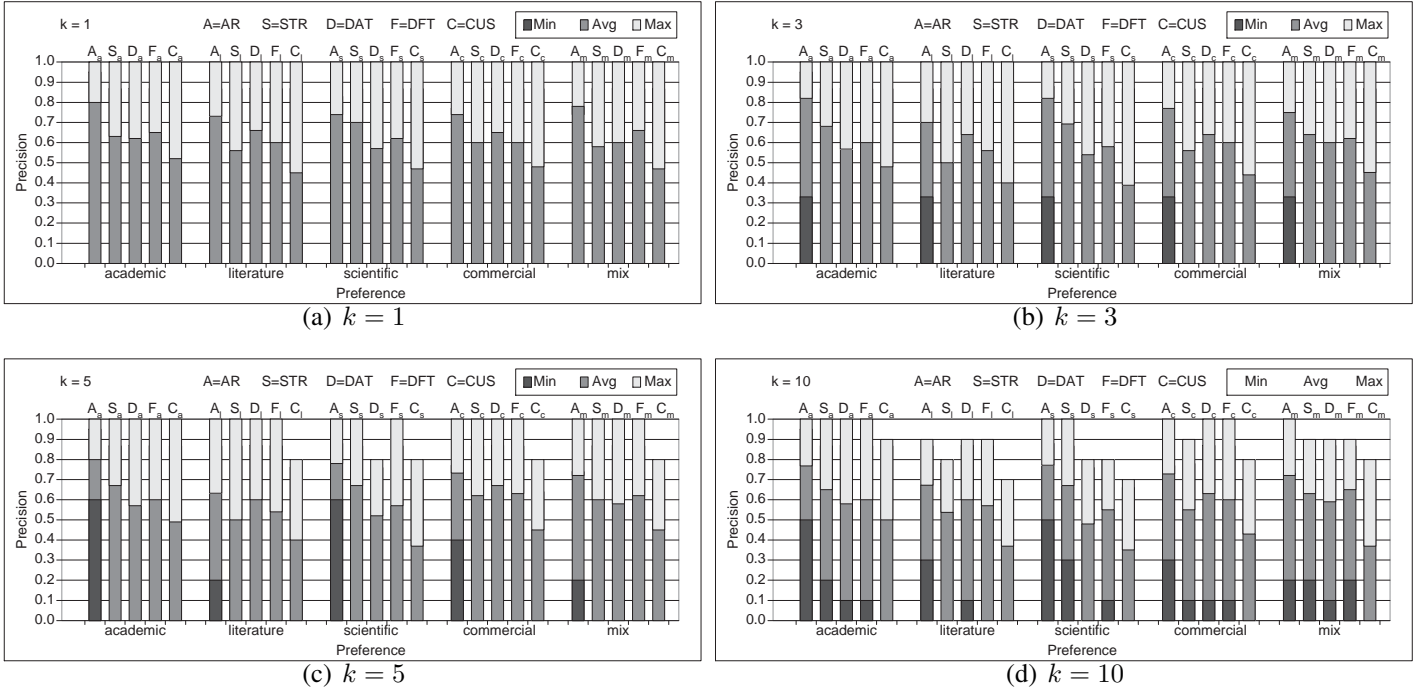 k = 1 A=AR S=STR D=DAT F=DFT C=CUS Min Avg Max
Aa Sa Da Fa Ca Al Sl Dl Fl Cl As Ss Ds Fs Cs Ac Sc Dc Fc Cc Am Sm Dm Fm Cm
1.0
0.9
0.8
0.7
0.6
0.5
0.4
0.3
0.2
0.1
0.0
Precision
academic literature scientific commercial mix
Preference
(a) k = 1
k = 3 A=AR S=STR D=DAT F=DFT C=CUS Min Avg Max
Aa Sa Da Fa Ca Al Sl Dl Fl Cl As Ss Ds Fs Cs Ac Sc Dc Fc Cc Am Sm Dm Fm Cm
1.0
0.9
0.8
0.7
0.6
0.5
0.4
0.3
0.2
0.1
0.0
Precision
academic literature scientific commercial mix
Preference
(b) k = 3
k = 5 A=AR S=STR D=DAT F=DFT C=CUS Min Avg Max
Aa Sa Da Fa Ca Al Sl Dl Fl Cl As Ss Ds Fs Cs Ac Sc Dc Fc Cc Am Sm Dm Fm Cm
1.0
0.9
0.8
0.7
0.6
0.5
0.4
0.3
0.2
0.1
0.0
Precision
academic literature scientific commercial mix
Preference
(c) k = 5
k = 10 A=AR S=STR D=DAT F=DFT C=CUS Min Avg Max
Aa Sa Da Fa Ca Al Sl Dl Fl Cl As Ss Ds Fs Cs Ac Sc Dc Fc Cc Am Sm Dm Fm Cm
1.0
0.9
0.8
0.7
0.6
0.5
0.4
0.3
0.2
0.1
0.0
Precision
academic literature scientific commercial mix
Preference
(d) k = 10